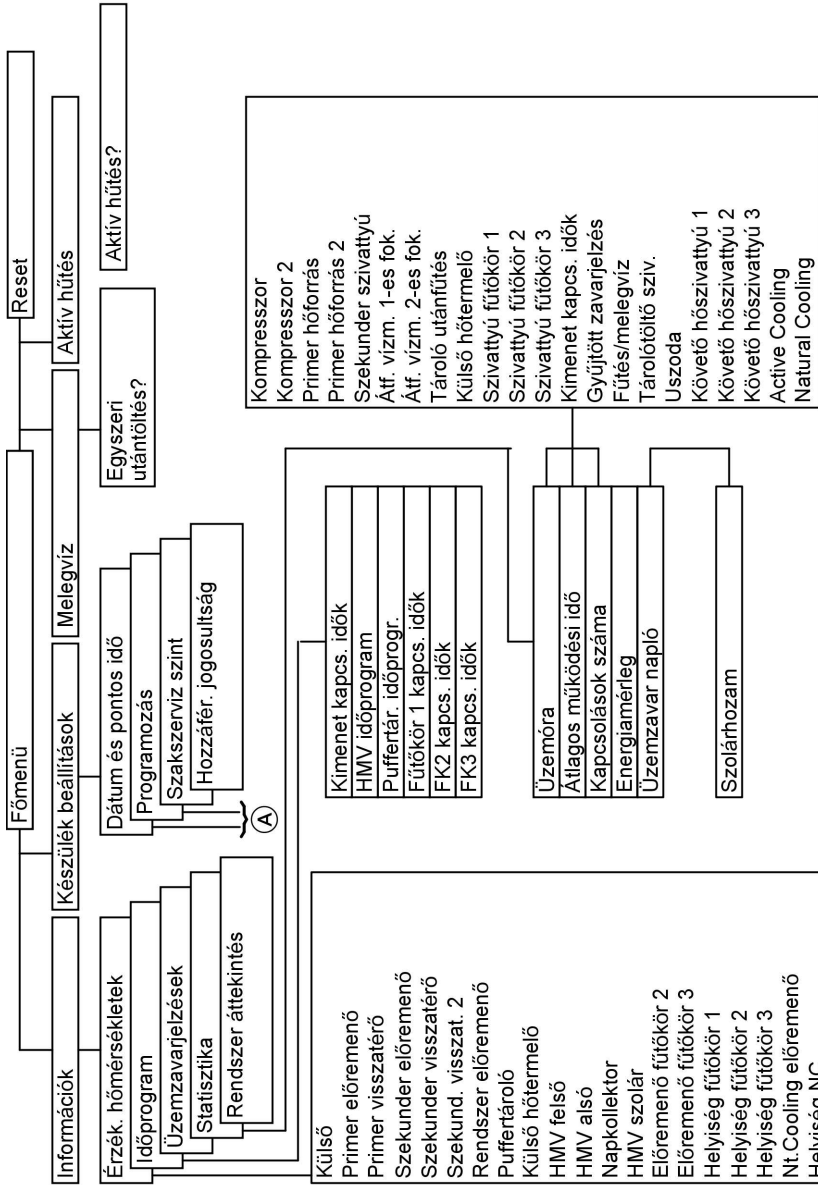 Főmenü
Reset
Információk
Készülék beállítások
Melegvíz
Aktív hűtés
Érzék. hőmérsékletek
Időprogram
Üzemzavarjelzések
Statisztika
Rendszer áttekintés
Dátum és pontos idő
Programozás
Szakszerviz szint
Hozzáfér. jogosultság
A
Egyszeri
utántöltés?
Aktív hűtés?
Külső
Primer előremenő
Primer visszatérő
Szekunder előremenő
Szekunder visszatérő
Szekund. visszat. 2
Rendszer előremenő
Puffertároló
Külső hőtermelő
HMV felső
HMV alsó
Napkollektor
HMV szolár
Előremenő fűtőkör 2
Előremenő fűtőkör 3
Helyiség fűtőkör 1
Helyiség fűtőkör 2
Helyiség fűtőkör 3
Nt.Cooling előremenő
Helyiség NC
Kimenet kapcs. idők
HMV időprogram
Puffertár. időprogr.
Fűtőkör 1 kapcs. idők
FK2 kapcs. idők
FK3 kapcs. idők
Üzemóra
Átlagos működési idő
Kapcsolások száma
Energiamérleg
Üzemzavar napló
Szolárhozam
Kompresszor
Kompresszor 2
Primer hőforrás
Primer hőforrás 2
Szekunder szivattyú
Átf. vízm. 1-es fok.
Átf. vízm. 2-es fok.
Tároló utánfűtés
Külső hőtermelő
Szivattyú fűtőkör 1
Szivattyú fűtőkör 2
Szivattyú fűtőkör 3
Kimenet kapcs. idők
Gyűjtött zavarjelzés
Fűtés/melegvíz
Tárolótöltő sziv.
Uszoda
Követő hőszivattyú 1
Követő hőszivattyú 2
Követő hőszivattyú 3
Active Cooling
Natural Cooling